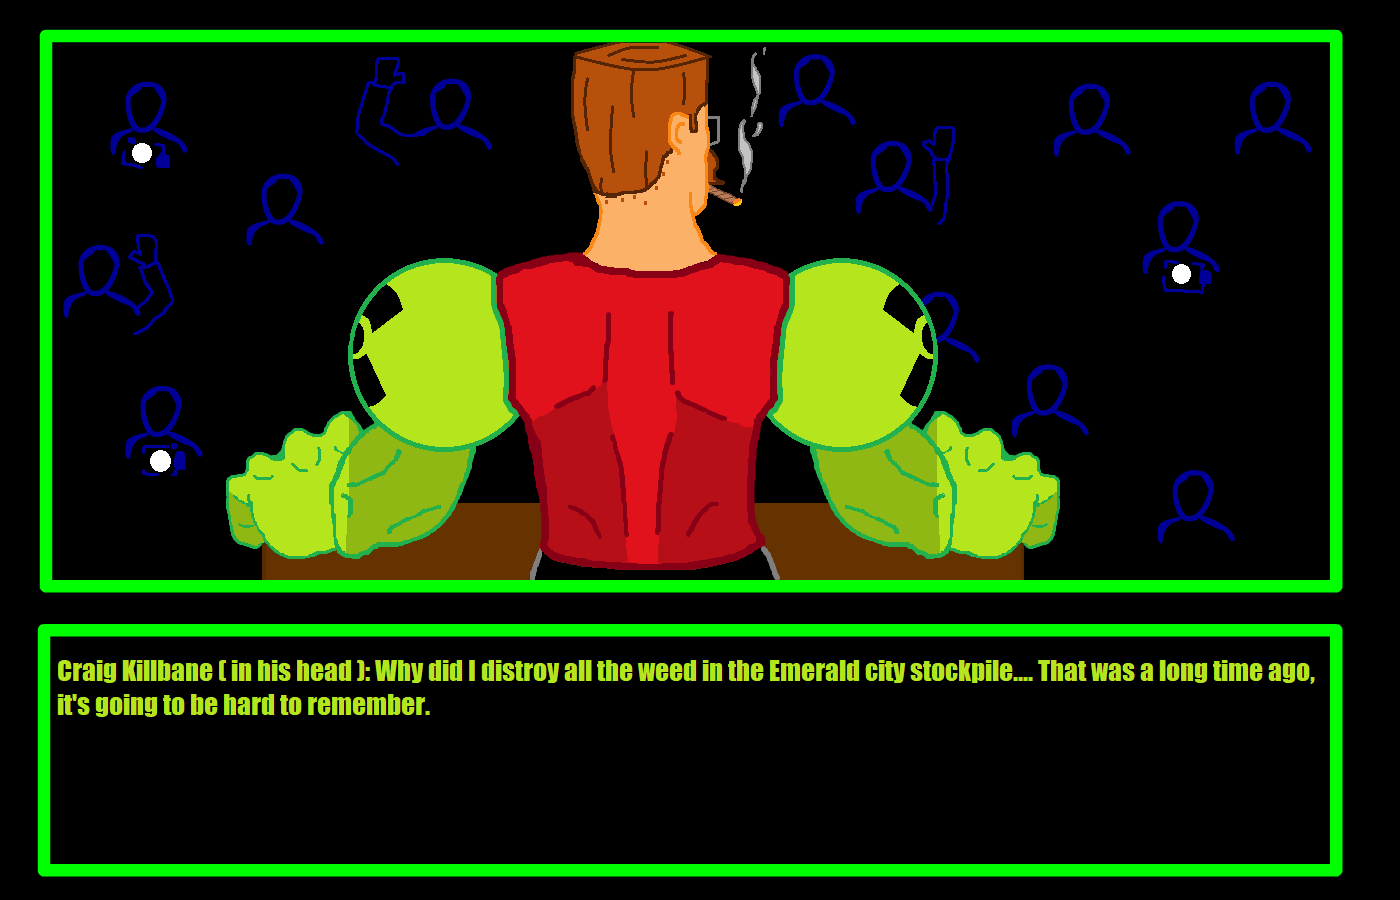 Craig Killbane ( in his head ): Why did I distroy all the weed in the Emerald city stockpile.... That was a long time ago,
it's going to be hard to remember.